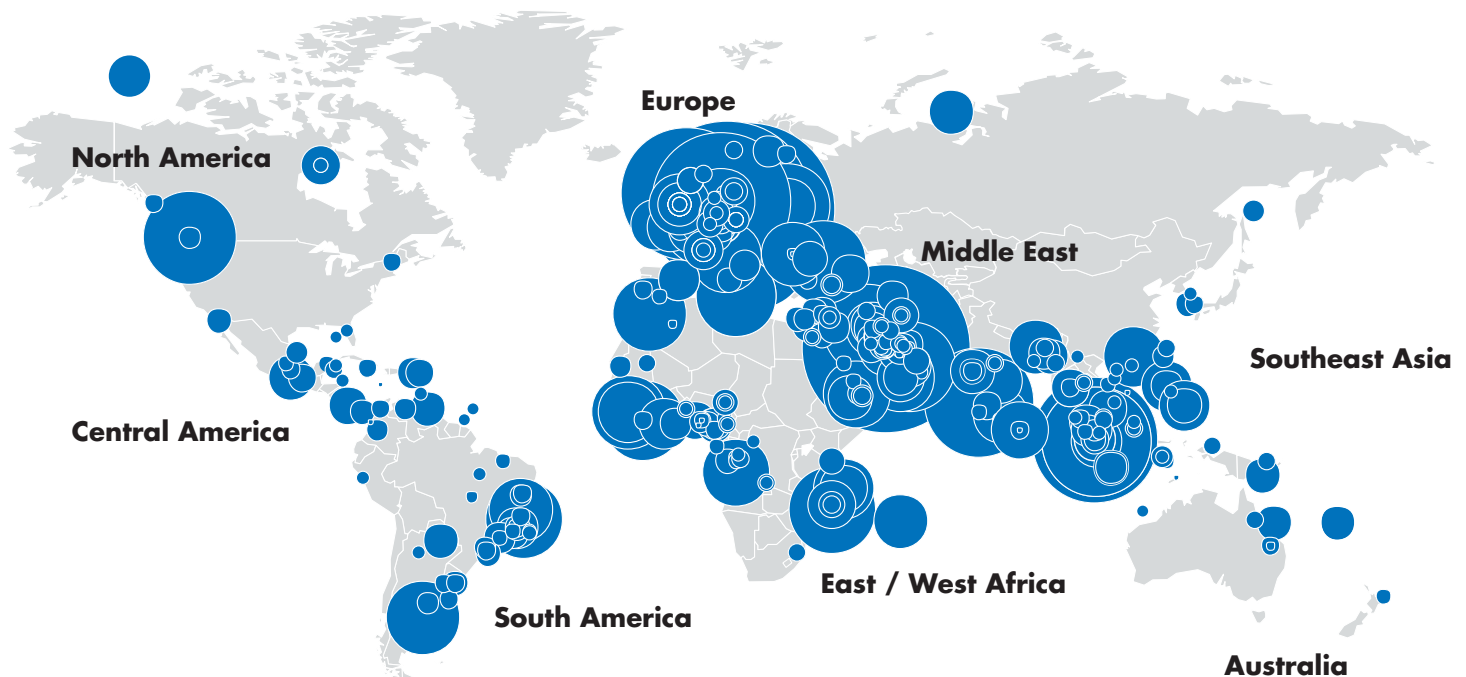 Europe
North America
Middle East
Southeast Asia
Central America
East / West Africa
South America
Australia